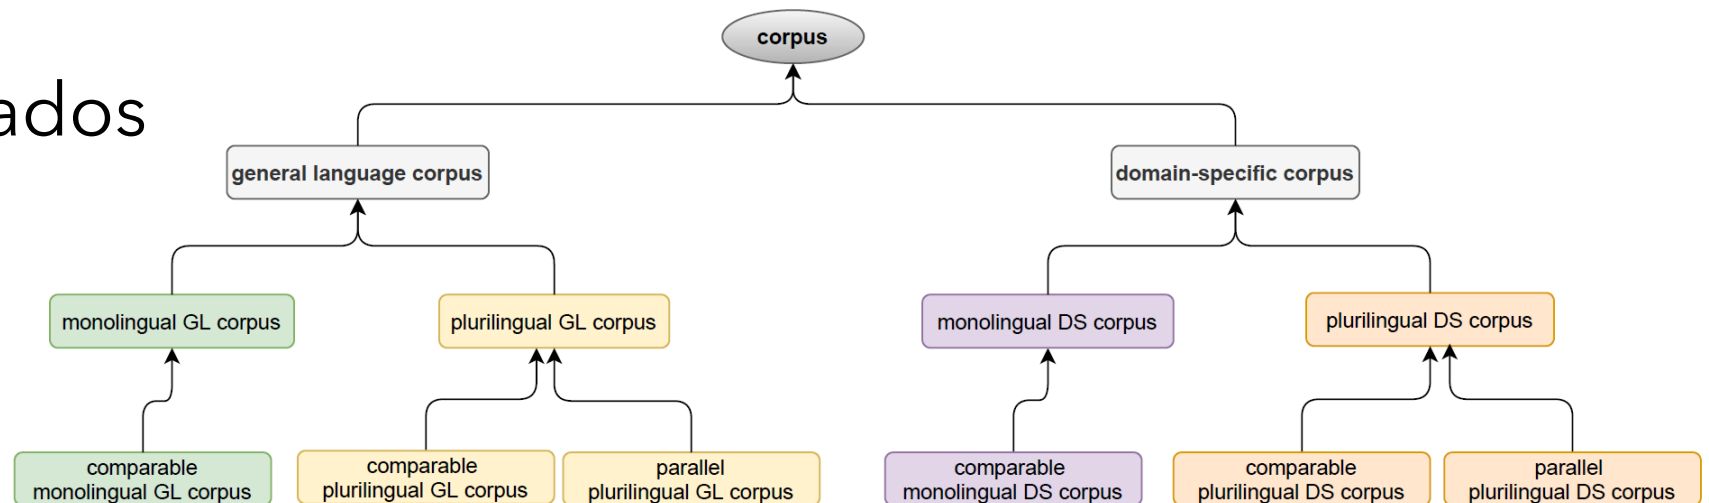 corpus
ados
general language corpus
domain-specific corpus
monolingual GL corpus
plurilingual GL corpus
monolingual DS corpus
plurilingual DS corpus
comparable
monolingual GL corpus
comparable
plurilingual GL corpus
parallel
plurilingual GL corpus
comparable
monolingual DS corpus
comparable
plurilingual DS corpus
parallel
plurilingual DS corpus